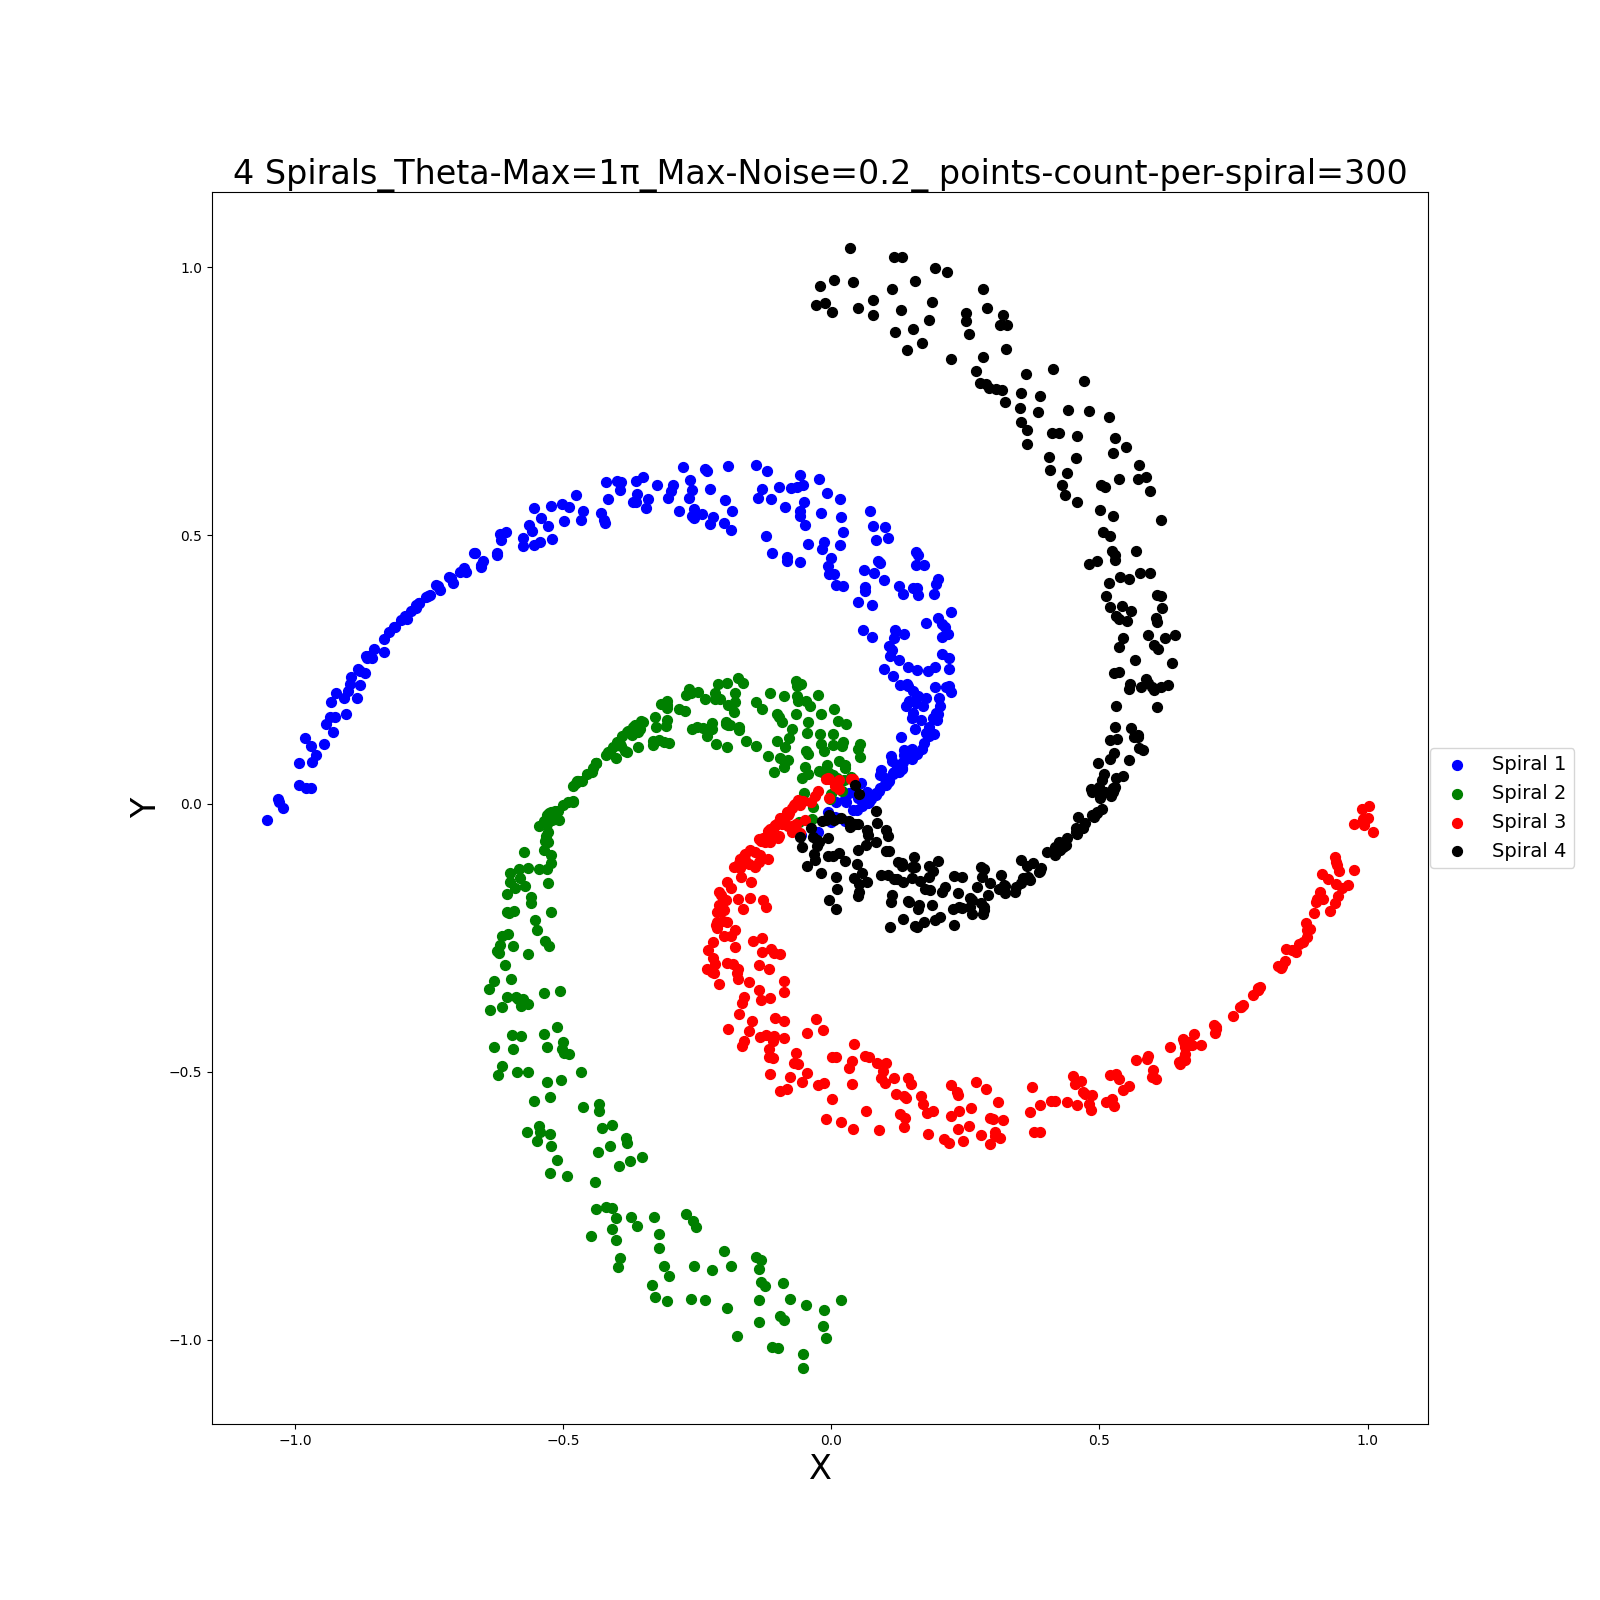 4 Spirals_Theta-Max=1π_Max-Noise=0.2_ points-count-per-spiral=300
1.0
0.5
0.0
−0.5
−1.0
Y
−1.0
−0.5
0.0
0.5
1.0
X
Spiral 1
Spiral 2
Spiral 3
Spiral 4